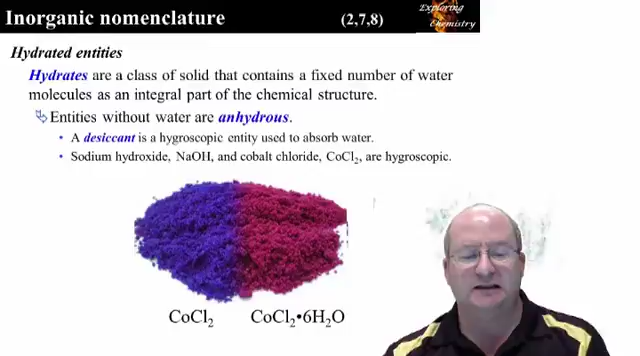 Inorganic nomenclature (2,7,8)
Exploring
Chemistry
Hydrated entities
Hydrates are a class of solid that contains a fixed number of water
molecules as an integral part of the chemical structure.
Entities without water are anhydrous.
• A desiccant is a hygroscopic entity used to absorb water.
• Sodium hydroxide, NaOH, and cobalt chloride, CoCl₂, are hygroscopic.
CoCl₂ CoCl₂•6H₂O